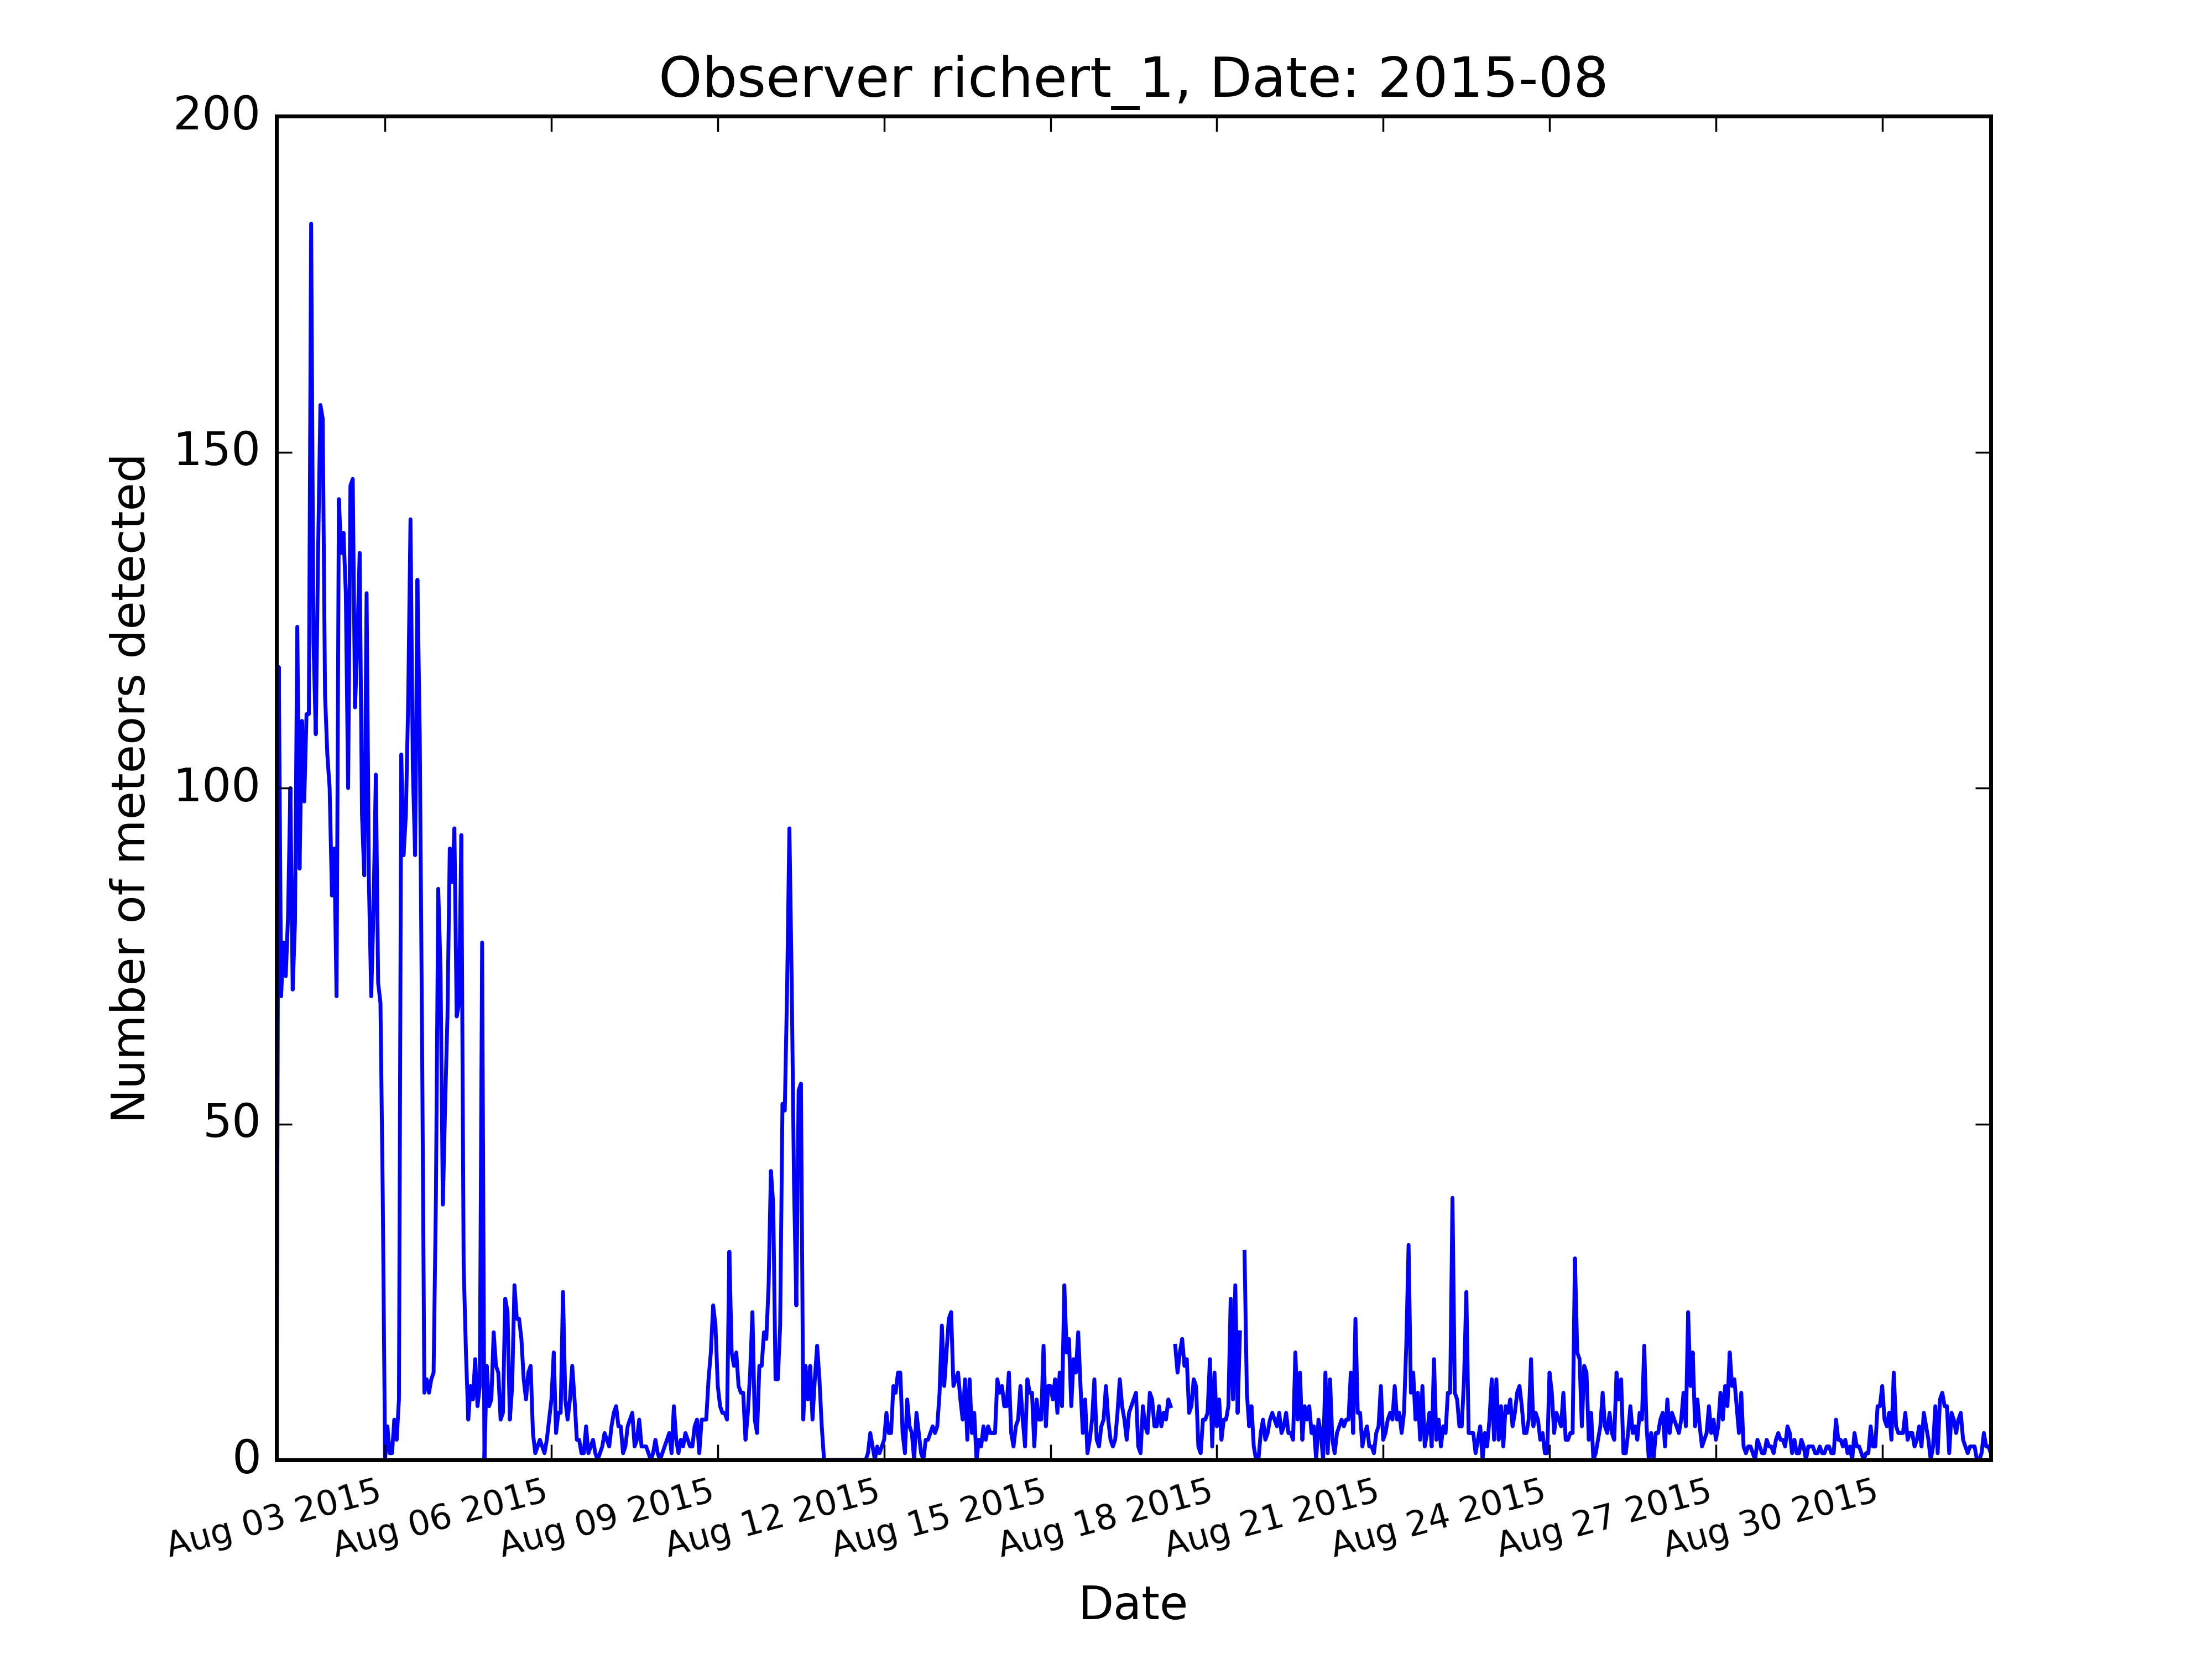 Observer richert_1, Date: 2015-08
200
150
100
50
0
Number of meteors detected
Aug 03 2015
Aug 06 2015
Aug 09 2015
Aug 12 2015
Aug 15 2015
Aug 18 2015
Aug 21 2015
Aug 24 2015
Aug 27 2015
Aug 30 2015
Date